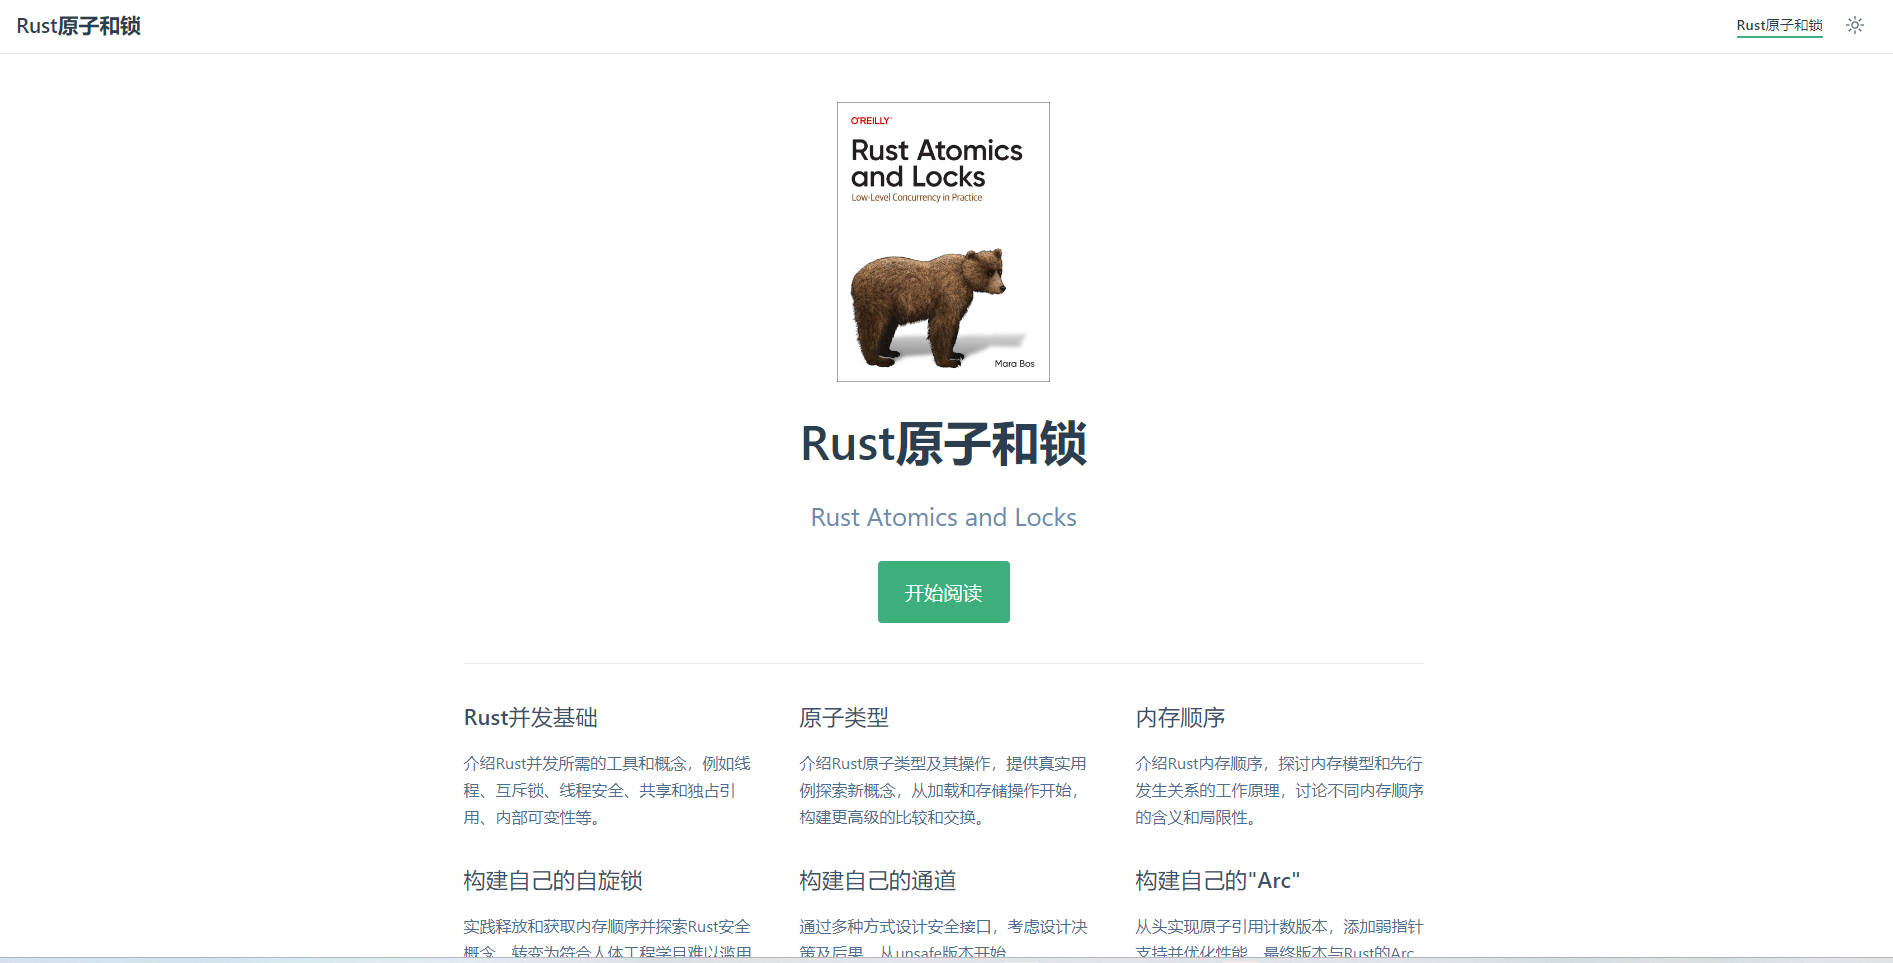 Rust原子和锁
Rust原子和锁
O'REILLY
Rust Atomics
and Locks
Low-Level Concurrency in Practice
Mara Bos
Rust原子和锁
Rust Atomics and Locks
开始阅读
Rust并发基础
介绍Rust并发所需的工具和概念，例如线
程、互斥锁、线程安全、共享和独占引
用、内部可变性等。
原子类型
介绍Rust原子类型及其操作，提供真实用
例探索新概念，从加载和存储操作开始，
构建更高级的比较和交换。
内存顺序
介绍Rust内存顺序，探讨内存模型和先行
发生关系的工作原理，讨论不同内存顺序
的含义和局限性。
构建自己的自旋锁
实践释放和获取内存顺序并探索Rust安全
概念，转变为符合人体工程学且难以滥用
构建自己的通道
通过多种方式设计安全接口，考虑设计决
策及后果，从unsafe版本开始
构建自己的"Arc"
从头实现原子引用计数版本，添加弱指针
支持并优化性能，最终版本与Rust的Arc